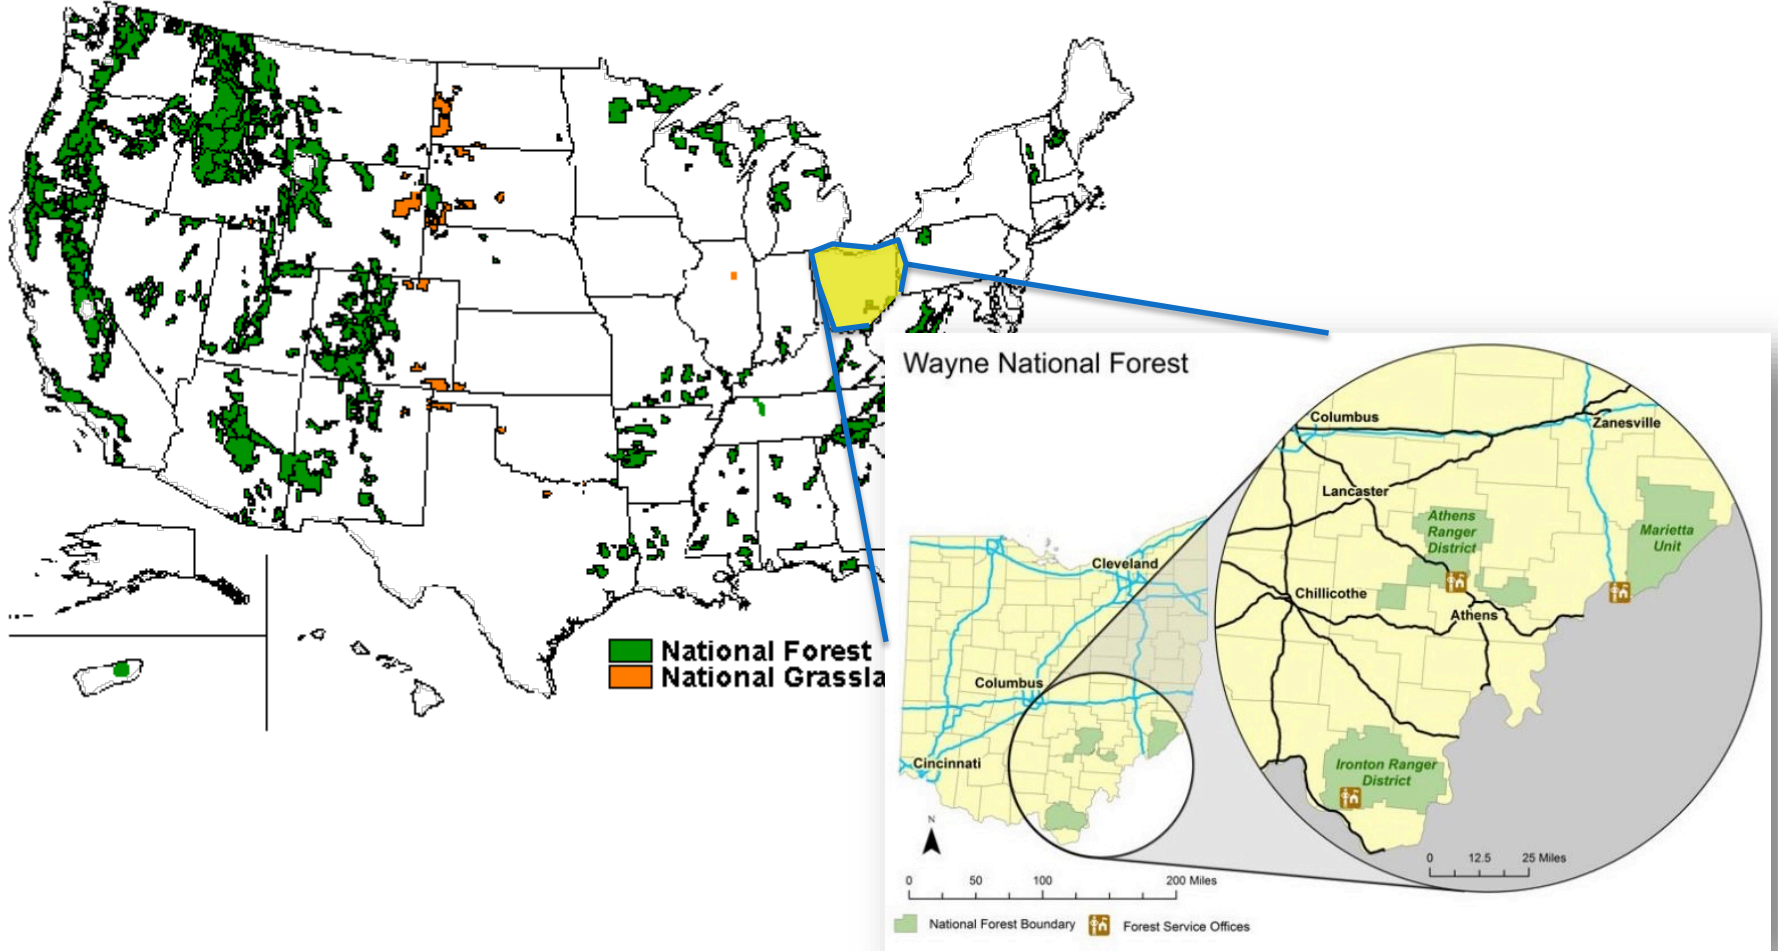 National Forest
National Grassla
Wayne National Forest
Columbus
Zanesville
Lancaster
Athens
Ranger
District
Marietta
Unit
Chillicothe
Athens
Ironton Ranger
District
0 12.5 25 Miles
Cleveland
Columbus
Cincinnati
N
0 50 100 200 Miles
National Forest Boundary
Forest Service Offices